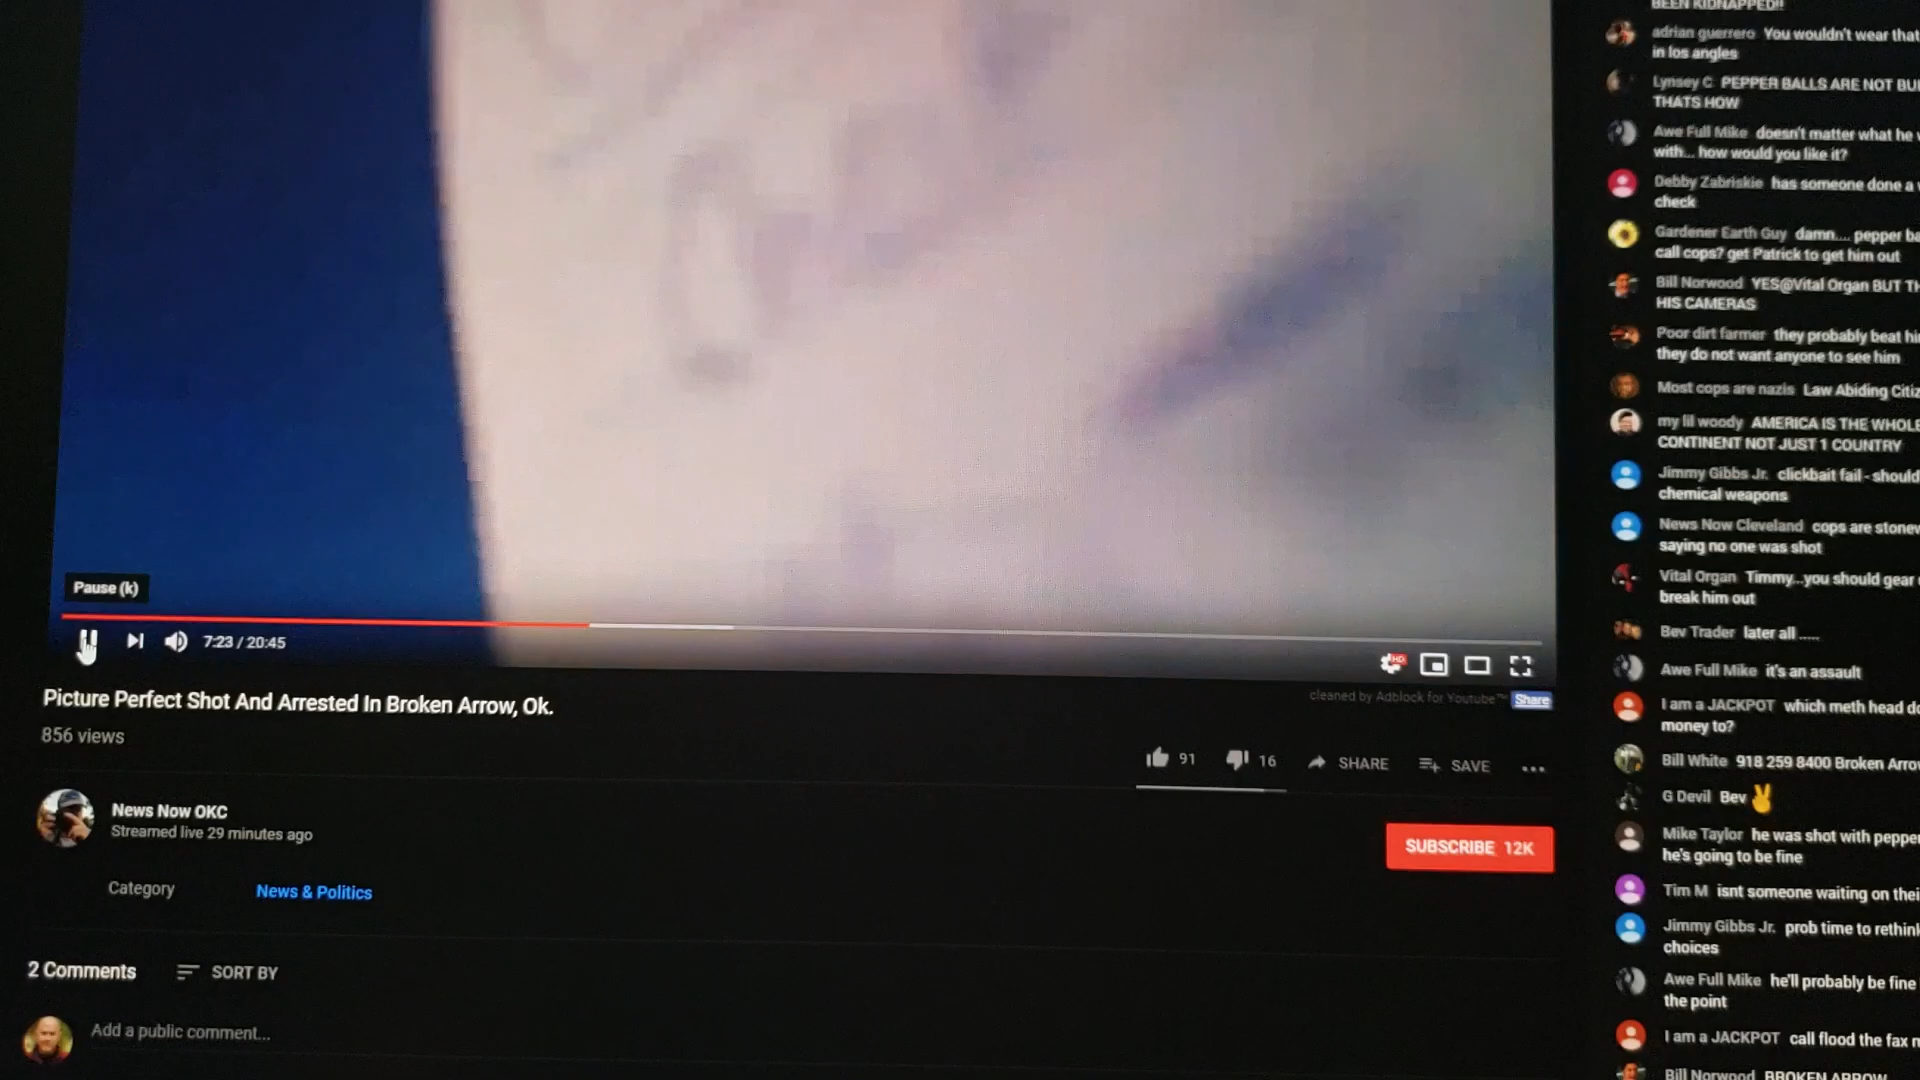 Pause (k)
7:23 / 20:45
HD
Picture Perfect Shot And Arrested In Broken Arrow, Ok.
856 views
cleaned by Adblock for Youtube™ Share
91 16 SHARE SAVE
News Now OKC
Streamed live 29 minutes ago
SUBSCRIBE 12K
Category News & Politics
2 Comments SORT BY
Add a public comment...
BEEN KIDNAPPED!!
adrian guerrero You wouldn't wear that
in los angles
Lynsey C PEPPER BALLS ARE NOT
THATS HOW
Awe Full Mike doesn't matter what he
with... how would you like it?
Debby Zabriskie has someone done a
check
Gardener Earth Guy damn.... pepper
call cops? get Patrick to get him out
Bill Norwood YES@Vital Organ BUT
HIS CAMERAS
Poor dirt farmer they probably beat
they do not want anyone to see him
Most cops are nazis Law Abiding
my lil woody AMERICA IS THE WHOLE
CONTINENT NOT JUST 1 COUNTRY
Jimmy Gibbs Jr. clickbait fail - should
chemical weapons
News Now Cleveland cops are
saying no one was shot
Vital Organ Timmy...you should gear
break him out
Bev Trader later all .....
Awe Full Mike it's an assault
I am a JACKPOT which meth head
money to?
Bill White 918 259 8400 Broken
G Devil Bev
Mike Taylor he was shot with
he's going to be fine
Tim M isnt someone waiting on
Jimmy Gibbs Jr. prob time to
choices
Awe Full Mike he'll probably be fine
the point
I am a JACKPOT call flood the fax
Bill Norwood BROKEN ARROW